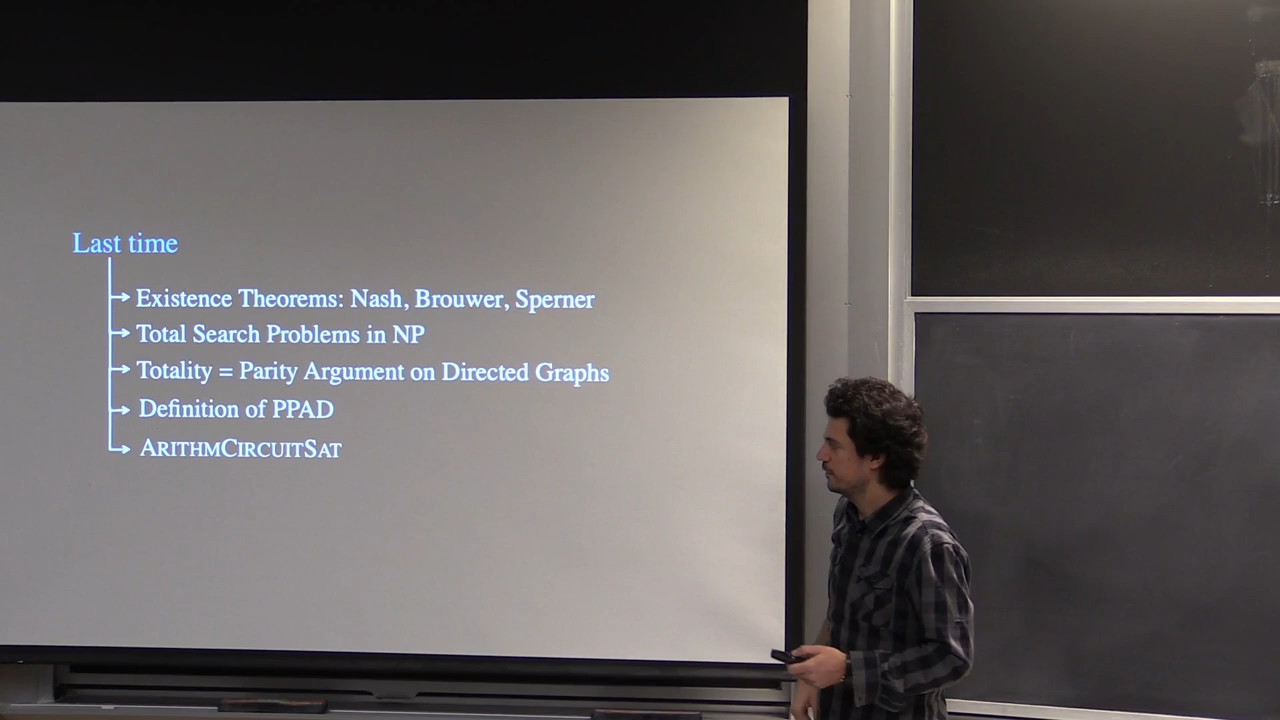 Last time
Existence Theorems: Nash, Brouwer, Sperner
Total Search Problems in NP
Totality = Parity Argument on Directed Graphs
Definition of PPAD
ARITHMCIRCUITSAT